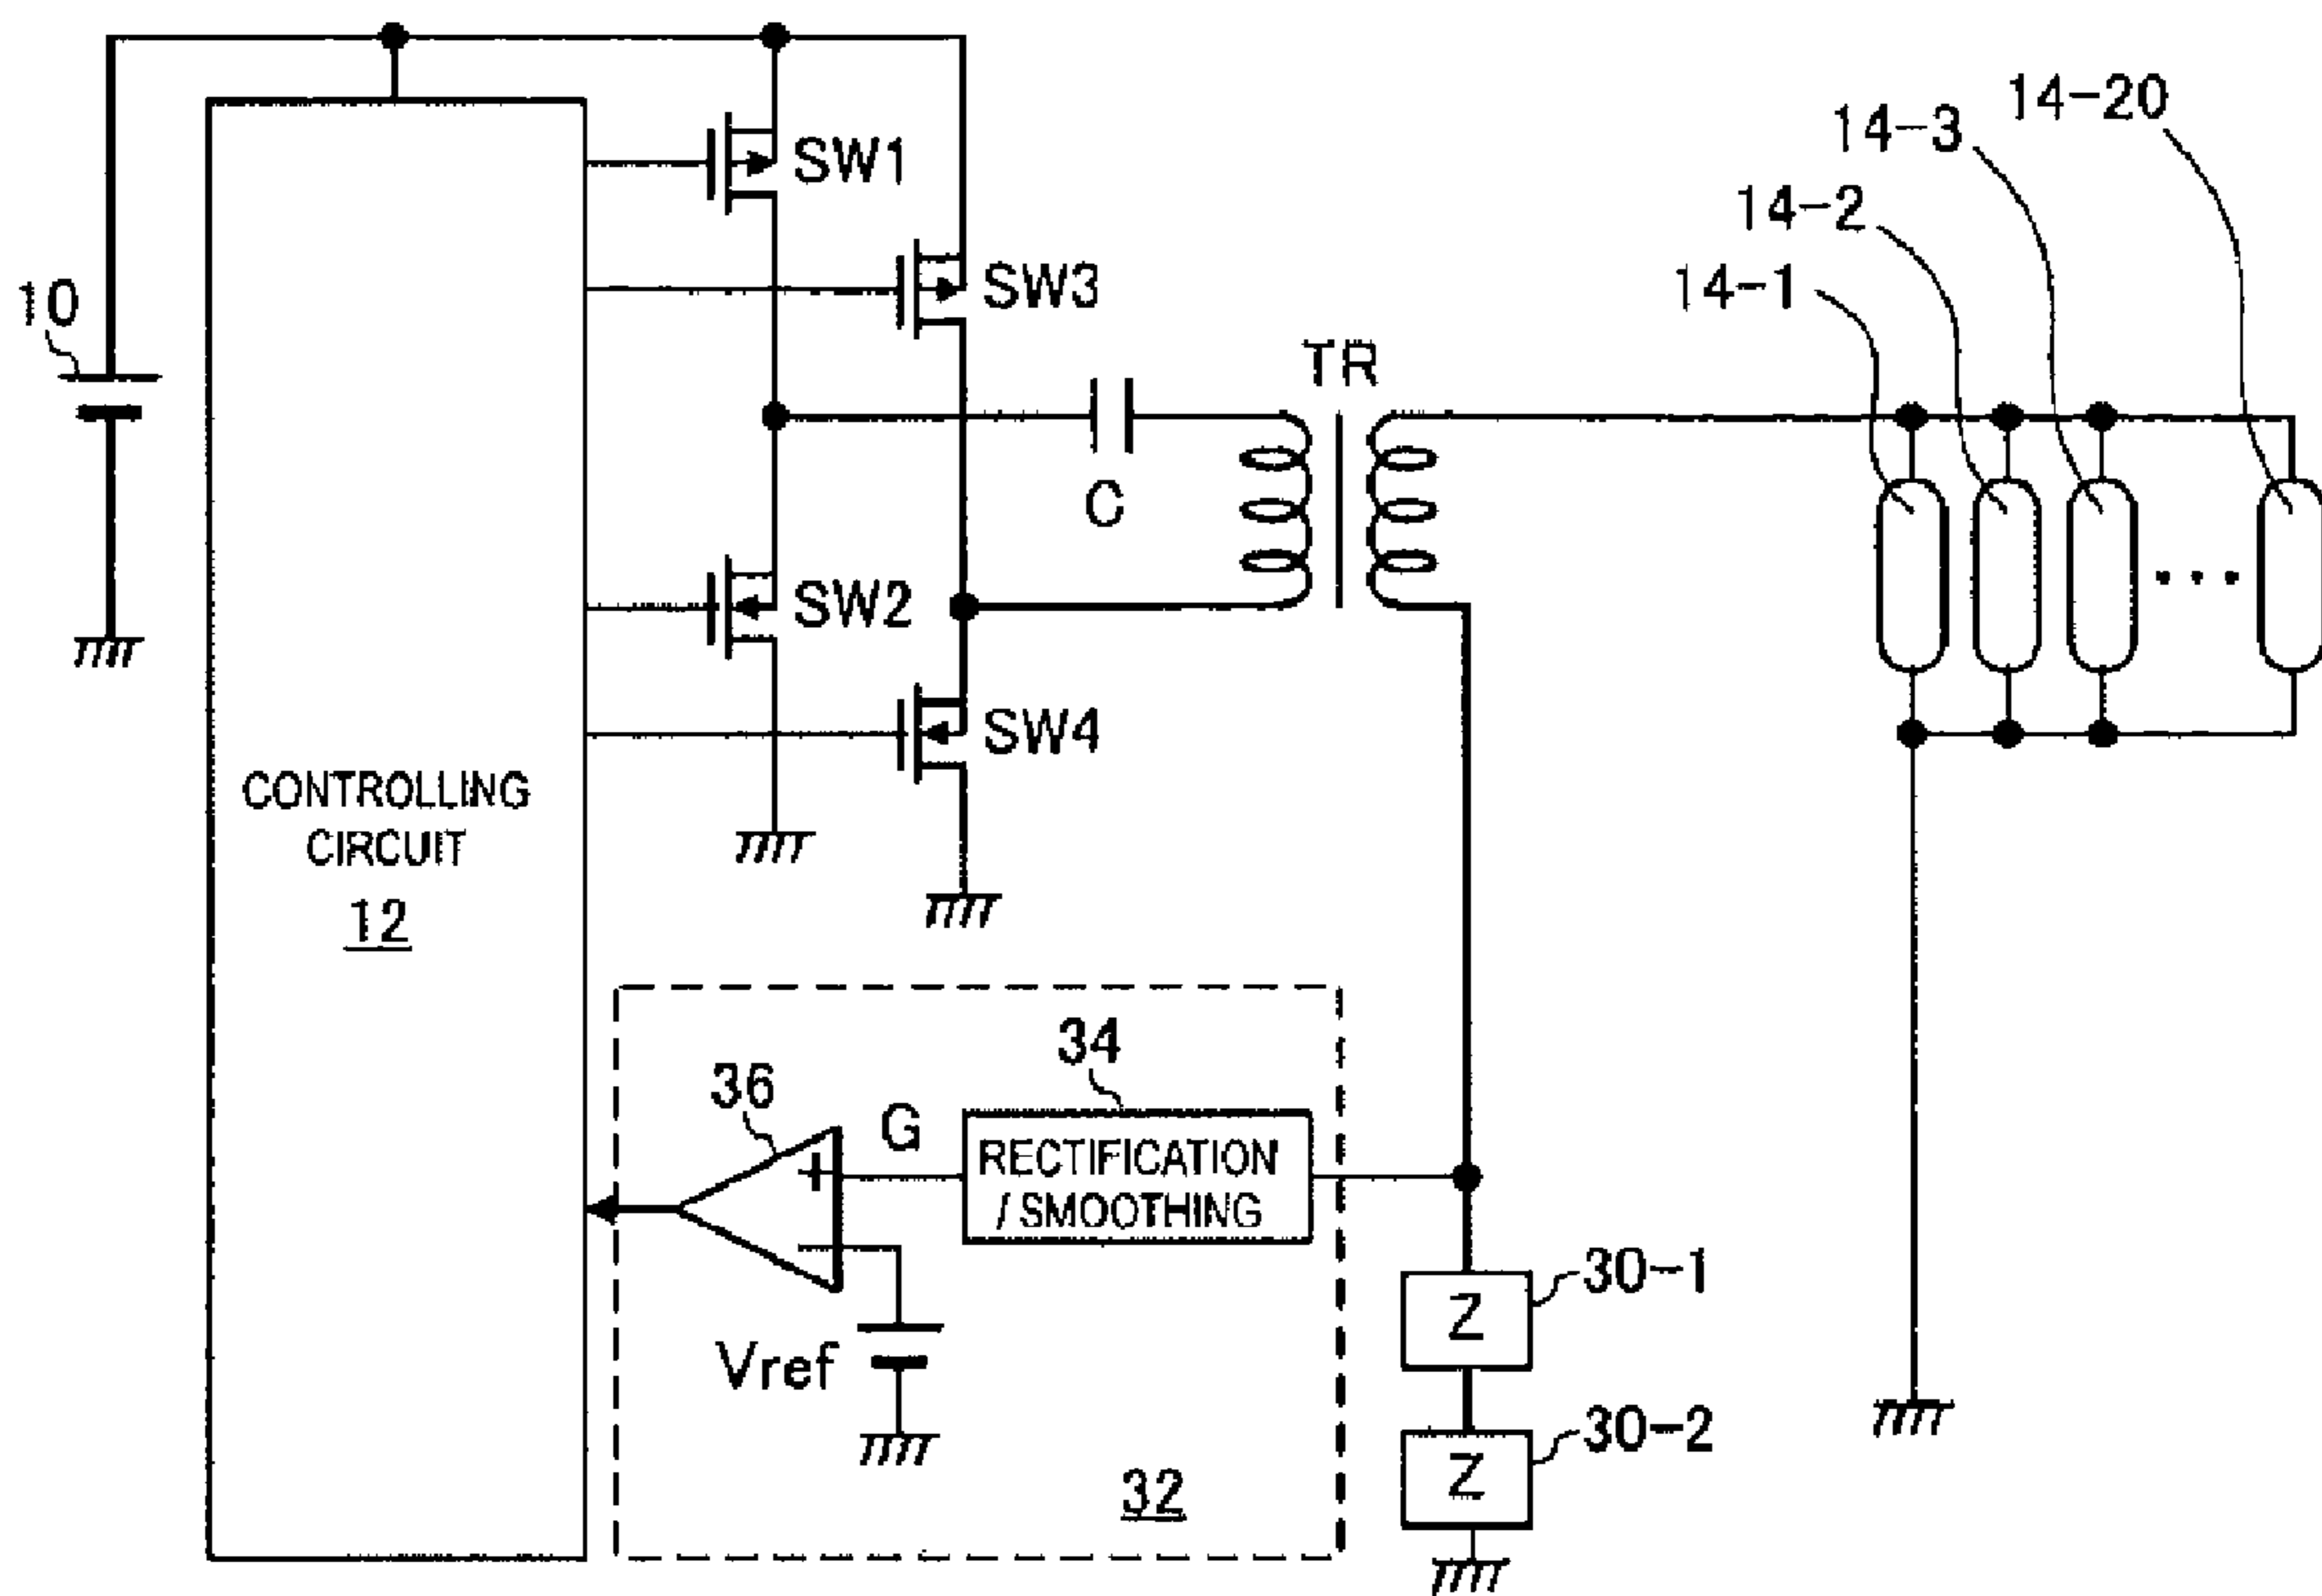 14-20
14-3
SW1
14-2
SW3
14-1
10
TR
C
SW2
SW4
CONTROLLING
CIRCUIT
12
34
36
G
+
RECTIFICATION
/ SMOOTHING
−
30-1
Z
Vref
30-2
Z
32